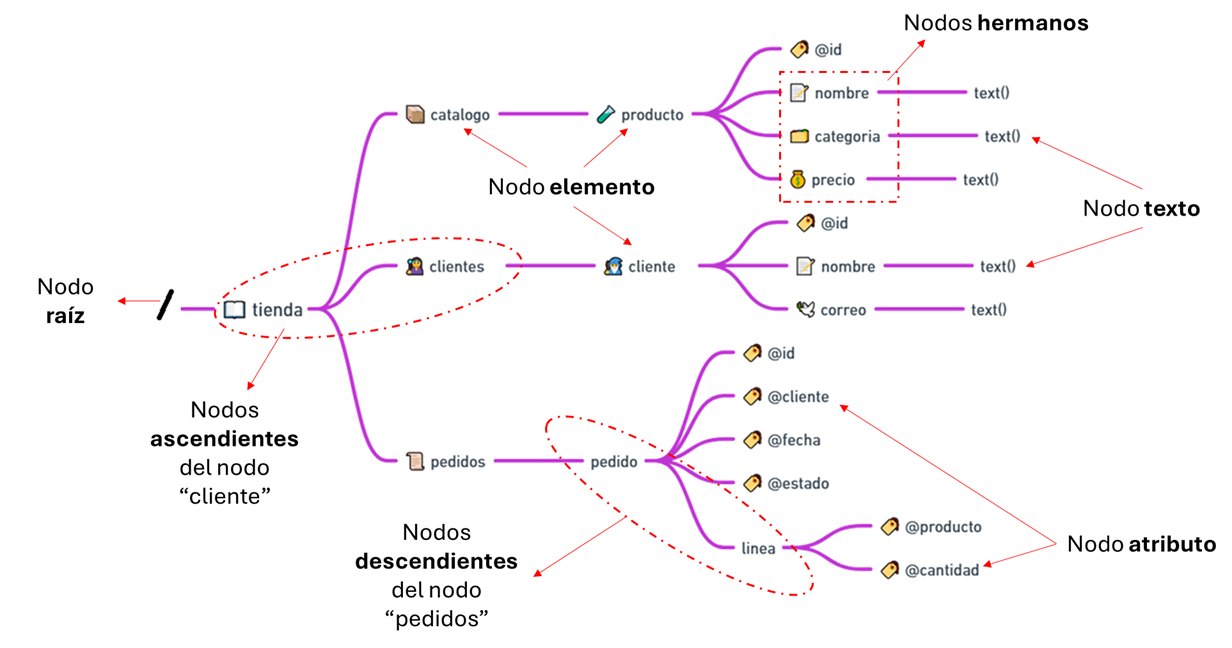 Nodos hermanos
@id
nombre
text()
catalogo
producto
categoria
text()
precio
text()
Nodo elemento
Nodo texto
@id
clientes
cliente
nombre
text()
Nodo
raíz
/
tienda
correo
text()
@id
@cliente
Nodos
ascendientes
del nodo
“cliente”
@fecha
pedidos
pedido
@estado
@producto
linea
@cantidad
Nodo atributo
Nodos
descendientes
del nodo
“pedidos”